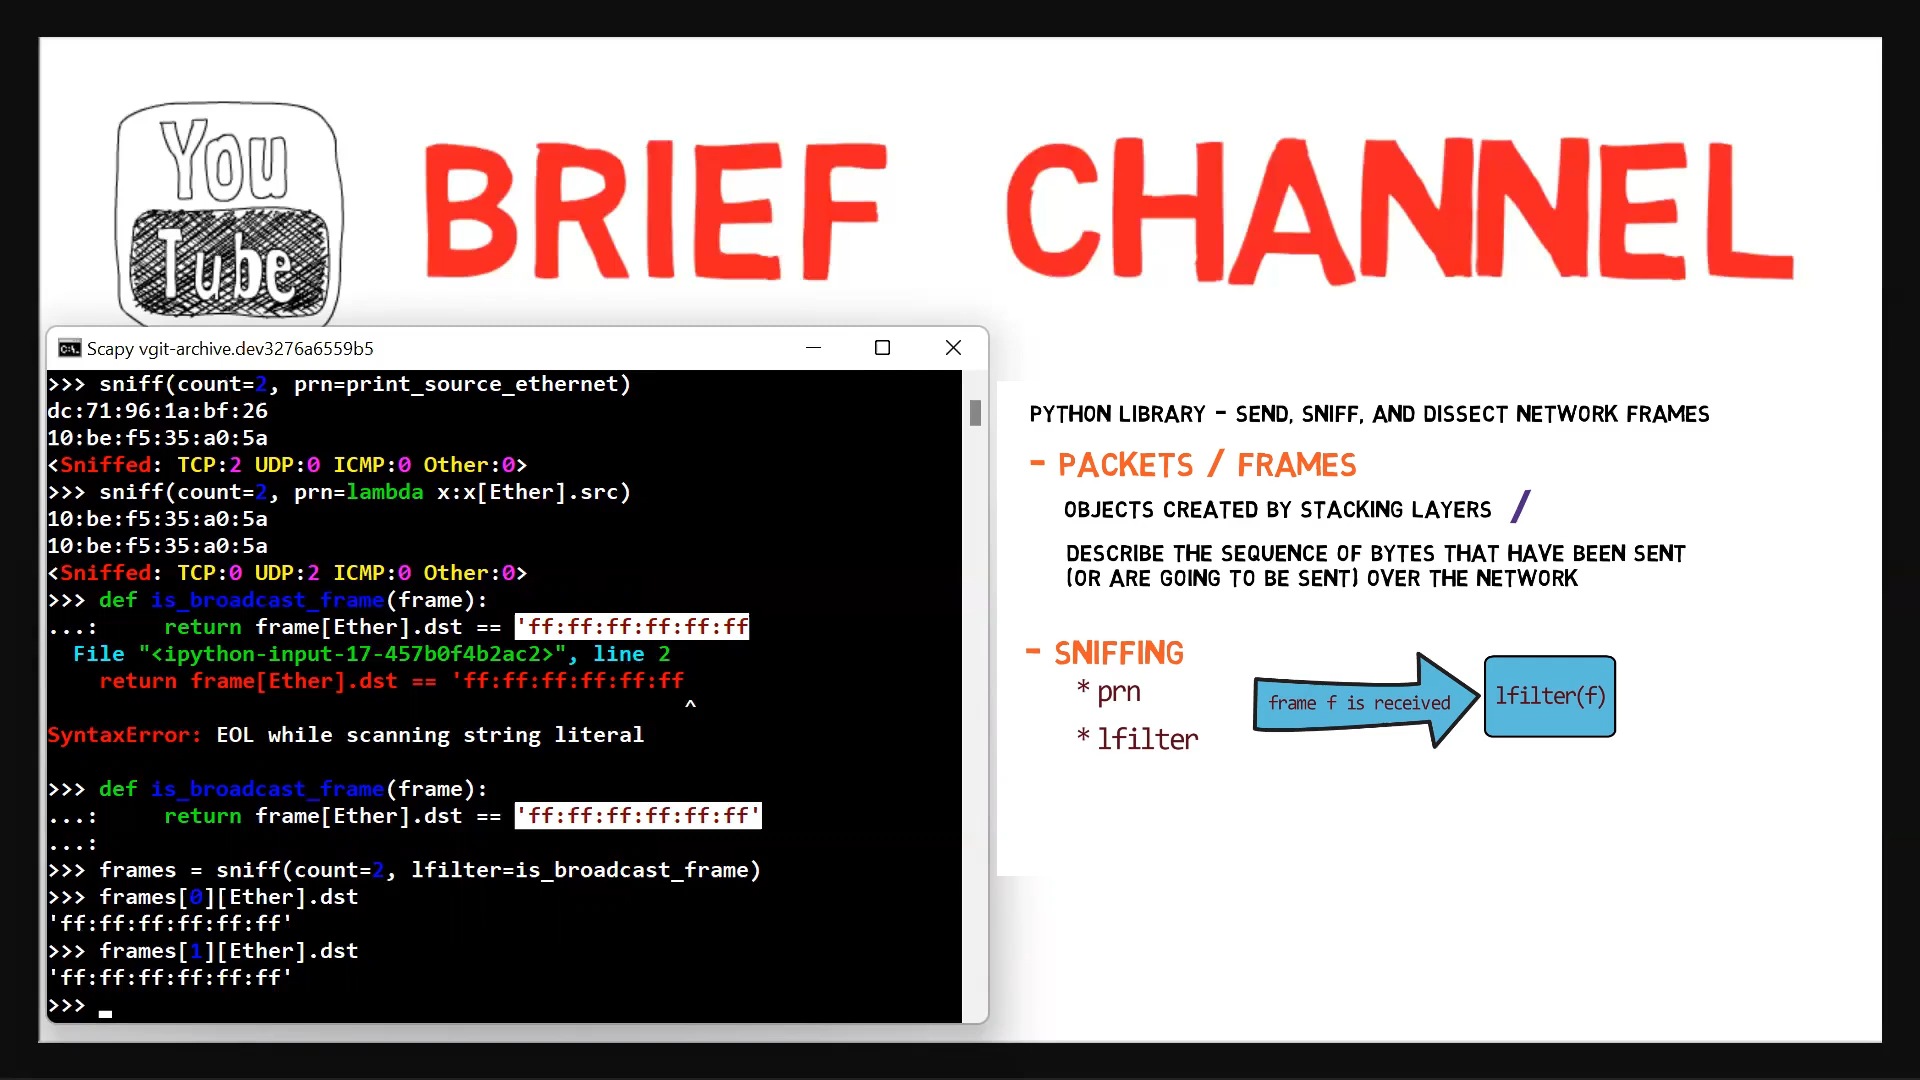 You
Tube
BRIEF CHANNEL
Scapy vgit-archive.dev3276a6559b5
>>> sniff(count=2, prn=print_source_ethernet)
dc:71:96:1a:bf:26
10:be:f5:35:a0:5a
<Sniffed: TCP:2 UDP:0 ICMP:0 Other:0>
>>> sniff(count=2, prn=lambda x:x[Ether].src)
10:be:f5:35:a0:5a
10:be:f5:35:a0:5a
<Sniffed: TCP:0 UDP:2 ICMP:0 Other:0>
>>> def is_broadcast_frame(frame):
...:     return frame[Ether].dst == 'ff:ff:ff:ff:ff:ff
  File "<ipython-input-17-457b0f4b2ac2>", line 2
    return frame[Ether].dst == 'ff:ff:ff:ff:ff:ff
                                                 ^
SyntaxError: EOL while scanning string literal
>>> def is_broadcast_frame(frame):
...:     return frame[Ether].dst == 'ff:ff:ff:ff:ff:ff'
...:
>>> frames = sniff(count=2, lfilter=is_broadcast_frame)
>>> frames[0][Ether].dst
'ff:ff:ff:ff:ff:ff'
>>> frames[1][Ether].dst
'ff:ff:ff:ff:ff:ff'
>>>
PYTHON LIBRARY - SEND, SNIFF, AND DISSECT NETWORK FRAMES
- PACKETS / FRAMES
OBJECTS CREATED BY STACKING LAYERS /
DESCRIBE THE SEQUENCE OF BYTES THAT HAVE BEEN SENT
(OR ARE GOING TO BE SENT) OVER THE NETWORK
- SNIFFING
* prn
* lfilter
frame f is received
lfilter(f)